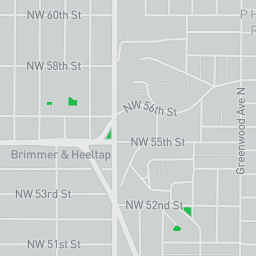 NW 60th St
P H
R
NW 58th St
Greenwood Ave N
NW 56th St
NW 55th St
Brimmer & Heeltap
NW 53rd St
NW 52nd St
NW 51st St